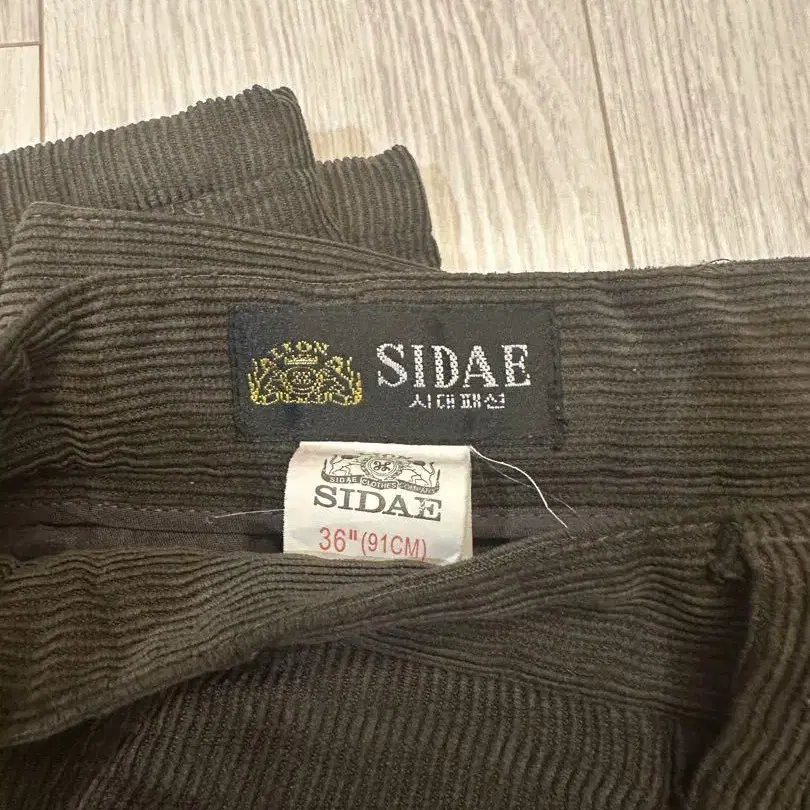 LION
SIDAE
시대패션
SIDAE CLOTHES COMPANY
SIDAE
36"(91CM)